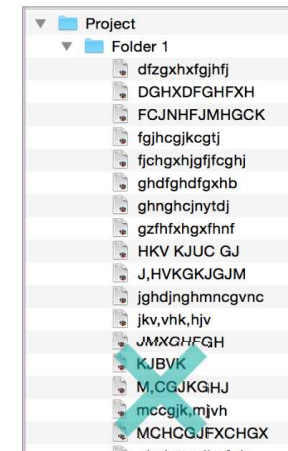 Project
Folder 1
dfzgxhxfgjhfj
DGHXDFGHFXH
FCJNHFJMHGCK
fgjhcgjkcgtj
fjchgxhjgfjfcghj
ghdfghdfgxhb
ghnghcjnytdj
gzfhfxhgxfhnf
HKV KJUC GJ
J,HVKGKJGJM
jghdjnghmncgvnc
jkv,vhk,hjv
JMXGHFGH
KJBVK
M,CGJKGHJ
mccgjk,mjvh
MCHCGJFXCHGX